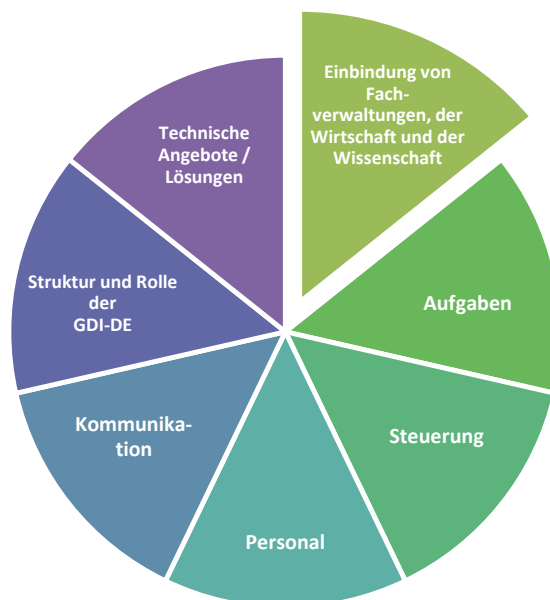 Einbindung von
Fach-
verwaltungen, der
Wirtschaft und der
Wissenschaft
Aufgaben
Steuerung
Personal
Kommunika-
tion
Struktur und Rolle
der
GDI-DE
Technische
Angebote /
Lösungen